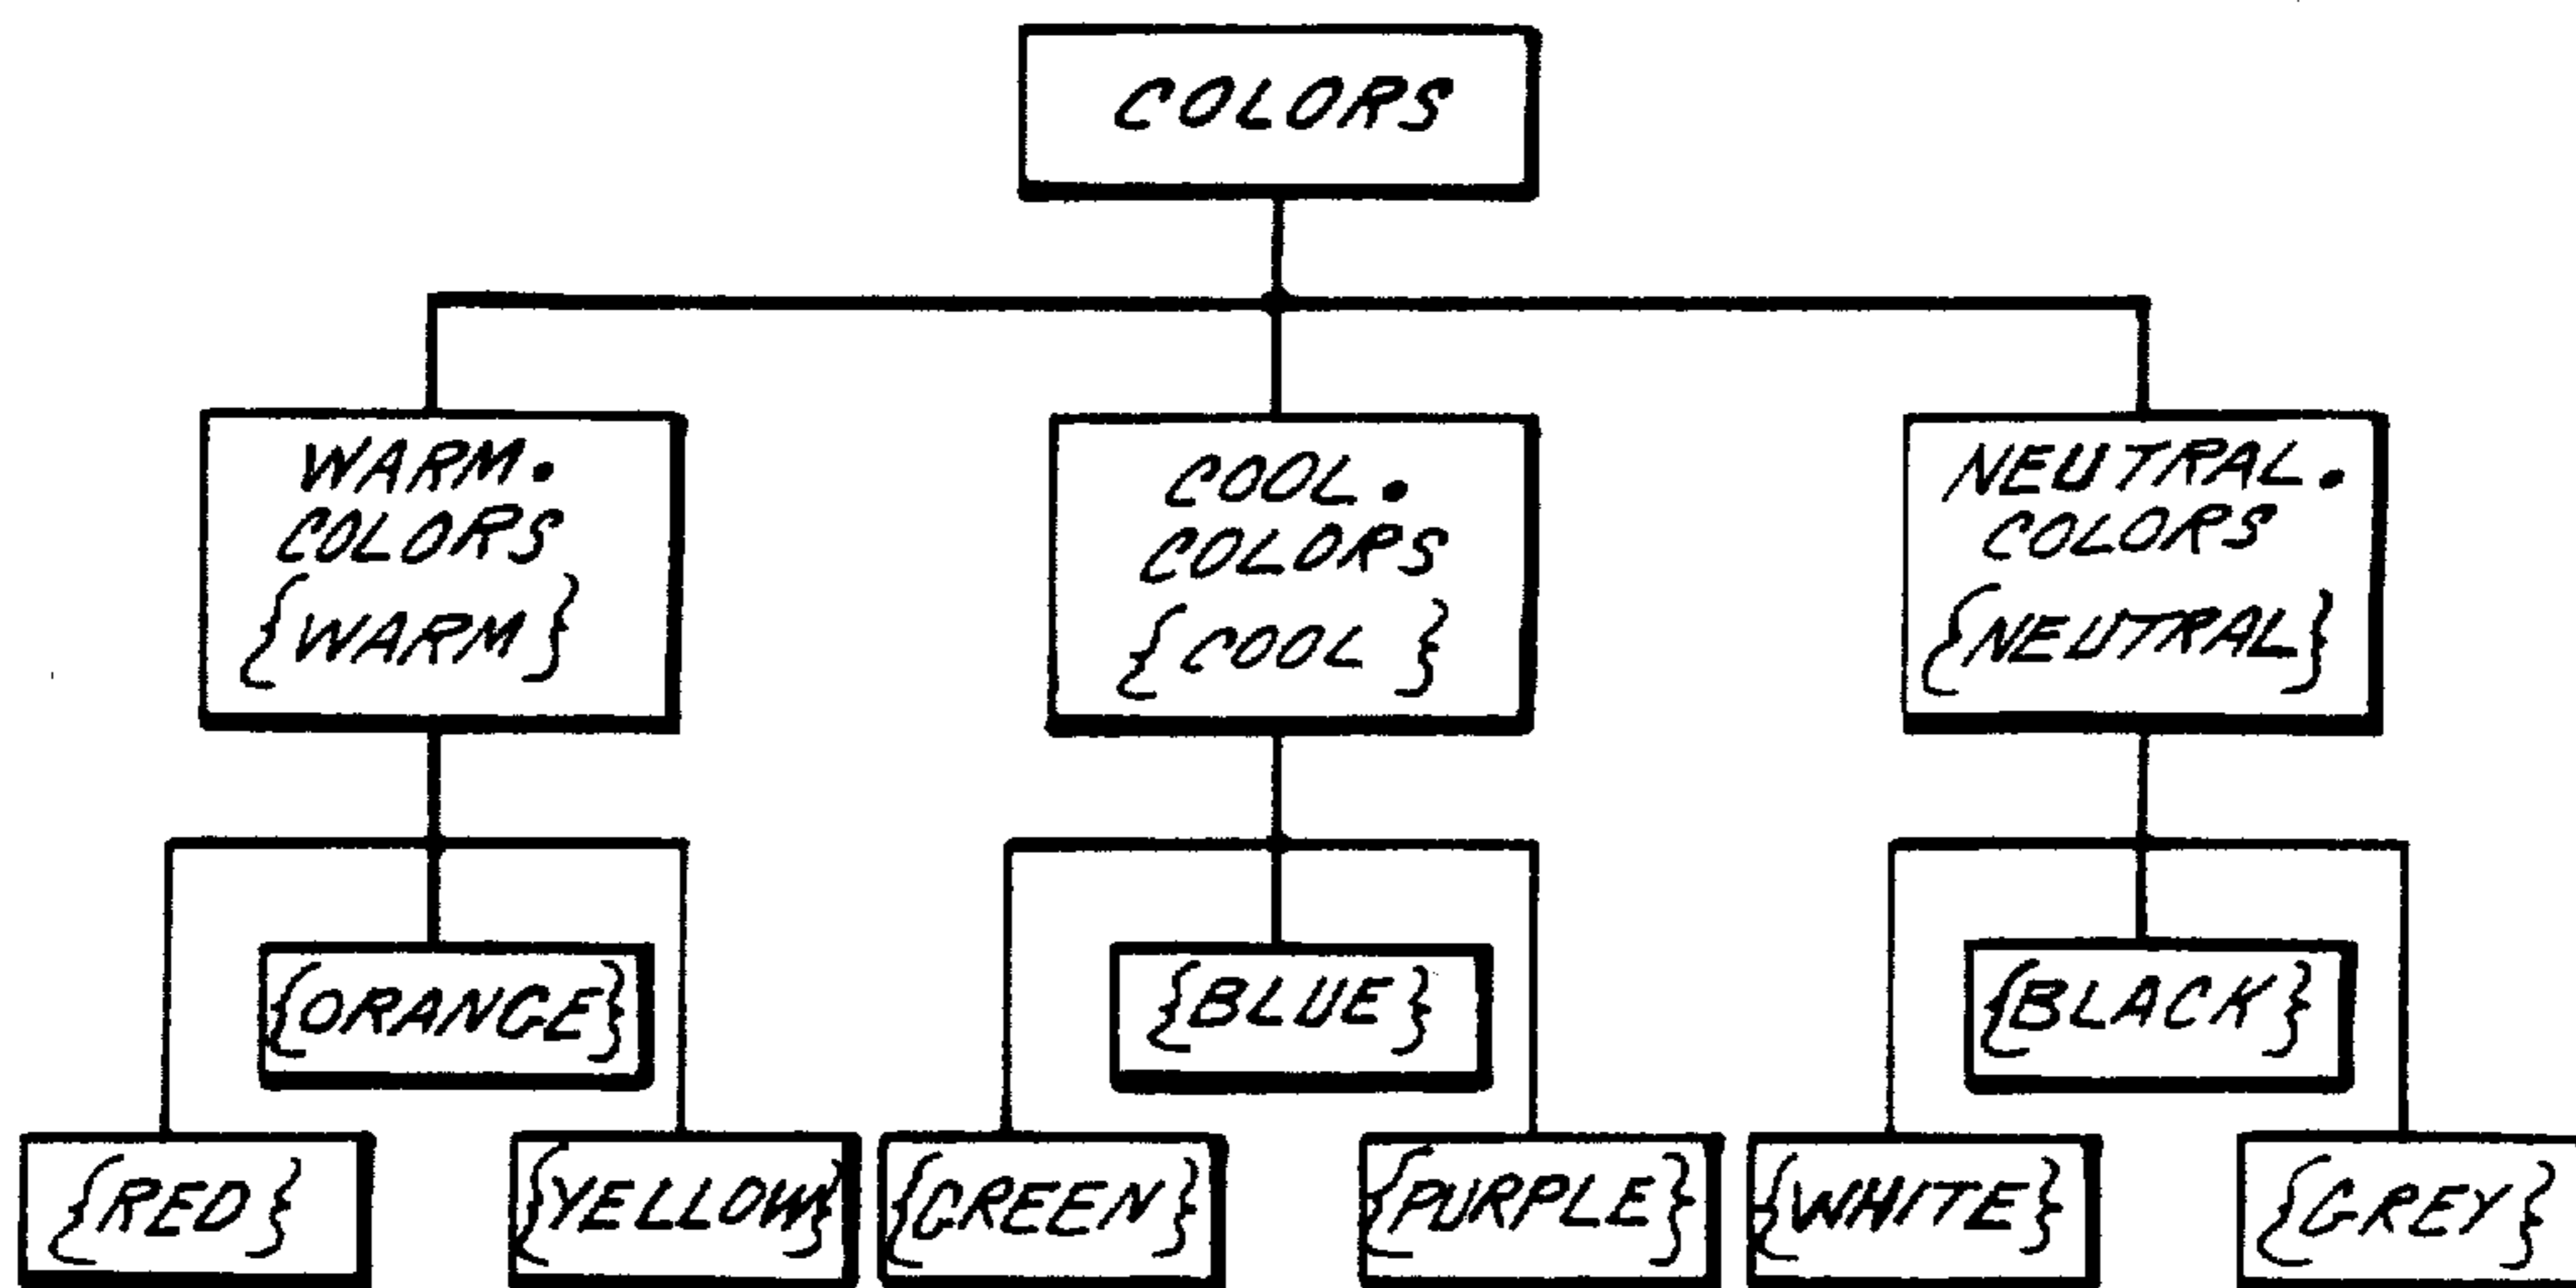 COLORS
WARM.
COLORS
{WARM}
COOL.
COLORS
{COOL}
NEUTRAL.
COLORS
{NEUTRAL}
{ORANGE}
{BLUE}
{BLACK}
{RED}
{YELLOW}
{GREEN}
{PURPLE}
{WHITE}
{GREY}